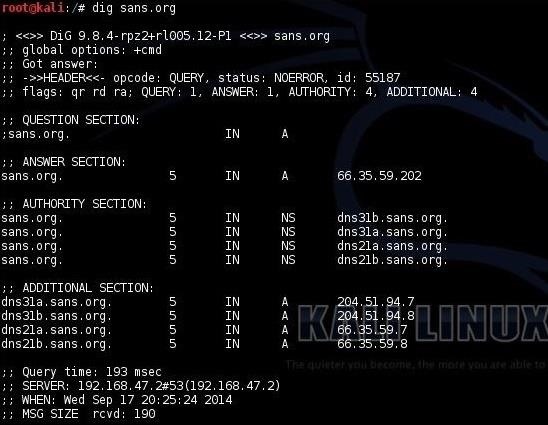 root@kali:/# dig sans.org
; <<>> DiG 9.8.4-rpz2+rl005.12-P1 <<>> sans.org
;; global options: +cmd
;; Got answer:
;; ->>HEADER<<- opcode: QUERY, status: NOERROR, id: 55187
;; flags: qr rd ra; QUERY: 1, ANSWER: 1, AUTHORITY: 4, ADDITIONAL: 4
;; QUESTION SECTION:
;sans.org. IN A
;; ANSWER SECTION:
sans.org. 5 IN A 66.35.59.202
;; AUTHORITY SECTION:
sans.org. 5 IN NS dns31b.sans.org.
sans.org. 5 IN NS dns31a.sans.org.
sans.org. 5 IN NS dns21a.sans.org.
sans.org. 5 IN NS dns21b.sans.org.
;; ADDITIONAL SECTION:
dns31a.sans.org. 5 IN A 204.51.94.7
dns31b.sans.org. 5 IN A 204.51.94.8
dns21a.sans.org. 5 IN A 66.35.59.7
dns21b.sans.org. 5 IN A 66.35.59.8
KALI LINUX
The quieter you become, the more you are able to
;; Query time: 193 msec
;; SERVER: 192.168.47.2#53(192.168.47.2)
;; WHEN: Wed Sep 17 20:25:24 2014
;; MSG SIZE rcvd: 190